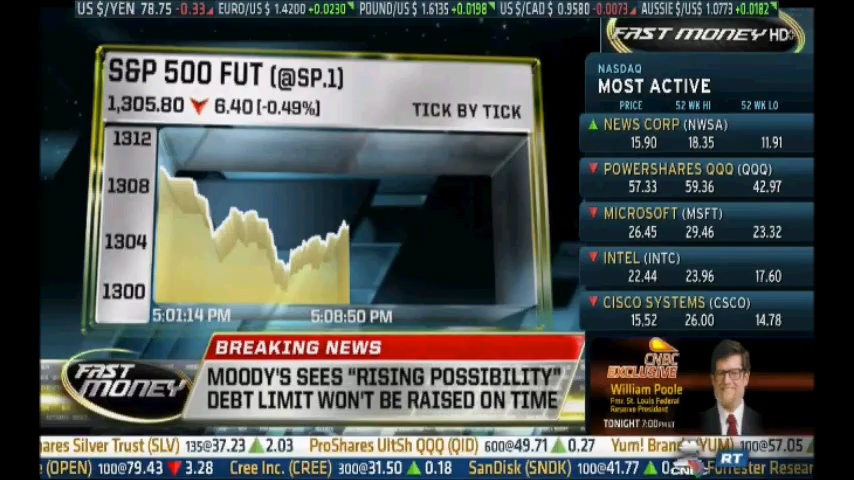 US $/YEN 78.75 -0.33 EURO/US $ 1.4200 +0.0230 POUND/US $ 1.6135 +0.0198 US $/CAD $ 0.9580 -0.0073 AUSSIE $/US$ 1.0773 +0.0182
FAST MONEY HD
S&P 500 FUT (@SP.1)
1,305.80 6.40 [-0.49%] TICK BY TICK
1312
1308
1304
1300
5:01:14 PM 5:08:50 PM
NASDAQ
MOST ACTIVE
PRICE 52 WK HI 52 WK LO
NEWS CORP (NWSA)
15.90 18.35 11.91
POWERSHARES QQQ (QQQ)
57.33 59.36 42.97
MICROSOFT (MSFT)
26.45 29.46 23.32
INTEL (INTC)
22.44 23.96 17.60
CISCO SYSTEMS (CSCO)
15.52 26.00 14.78
FAST MONEY
BREAKING NEWS
MOODY'S SEES "RISING POSSIBILITY"
DEBT LIMIT WON'T BE RAISED ON TIME
CNBC
EXCLUSIVE
William Poole
Fmr. St. Louis Federal
Reserve President
TONIGHT 7:00PM ET
ares Silver Trust (SLV) 135@37.23 2.03 ProShares UltSh QQQ (QID) 600@49.71 0.27 Yum! Brand (YUM) 100@57.05
(OPEN) 100@79.43 3.28 Cree Inc. (CREE) 300@31.50 0.18 SanDisk (SNDK) 100@41.77 RT Forrester Resear